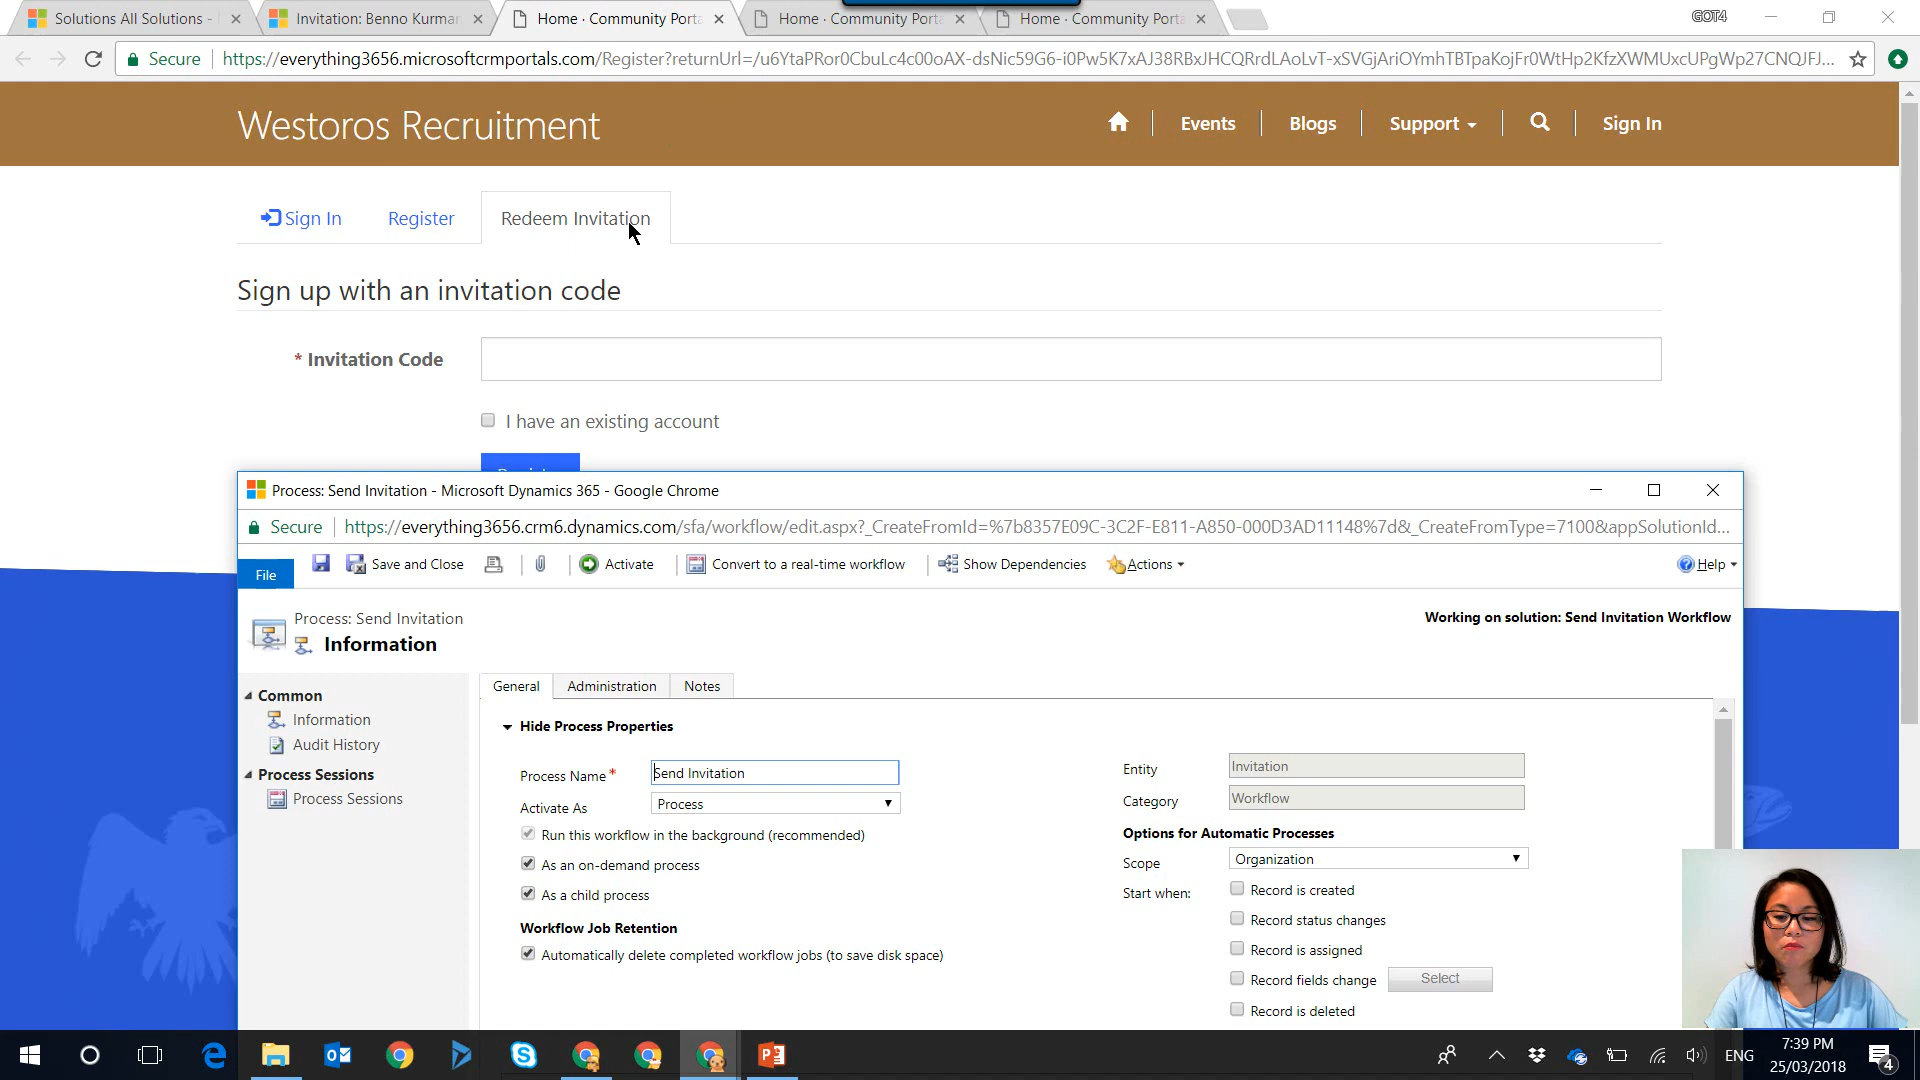 Solutions All Solutions -
Invitation: Benno Kurmar
Home · Community Porta
Home · Community Porta
Home · Community Porta
GOT4
Secure
https://everything3656.microsoftcrmportals.com/Register?returnUrl=/u6YtaPRor0CbuLc4c00oAX-dsNic59G6-i0Pw5K7xAJ38RBxJHCQRrdLAoLvT-xSVGjAriOYmhTBTpaKojFr0WtHp2KfzXWMUxcUPgWp27CNQJFJ...
Westoros Recruitment
Events
Blogs
Support
Sign In
Sign In
Register
Redeem Invitation
Sign up with an invitation code
* Invitation Code
I have an existing account
Process: Send Invitation - Microsoft Dynamics 365 - Google Chrome
Secure
https://everything3656.crm6.dynamics.com/sfa/workflow/edit.aspx?_CreateFromId=%7b8357E09C-3C2F-E811-A850-000D3AD11148%7d&_CreateFromType=7100&appSolutionId...
File
Save and Close
Activate
Convert to a real-time workflow
Show Dependencies
Actions
Help
Process: Send Invitation
Information
Working on solution: Send Invitation Workflow
Common
Information
Audit History
Process Sessions
Process Sessions
General
Administration
Notes
Hide Process Properties
Process Name *
Send Invitation
Activate As
Process
Run this workflow in the background (recommended)
As an on-demand process
As a child process
Workflow Job Retention
Automatically delete completed workflow jobs (to save disk space)
Entity
Invitation
Category
Workflow
Options for Automatic Processes
Scope
Organization
Start when:
Record is created
Record status changes
Record is assigned
Record fields change
Select
Record is deleted
ENG
7:39 PM
25/03/2018
4